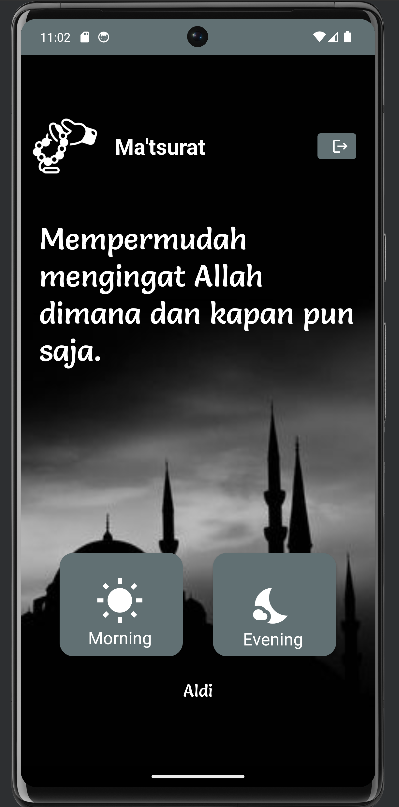 11:02
Ma'tsurat
Mempermudah
mengingat Allah
dimana dan kapan pun
saja.
Morning
Evening
Aldi